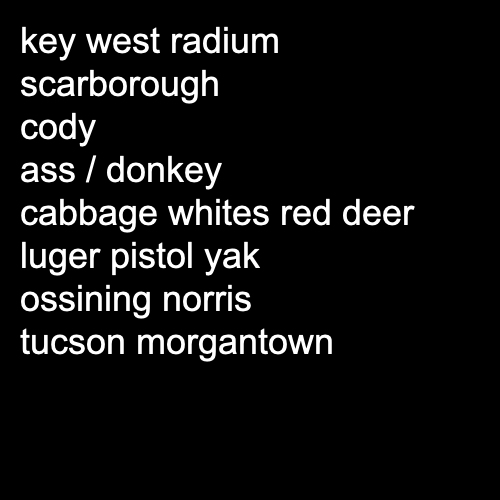 key west radium
scarborough
cody
ass / donkey
cabbage whites red deer
luger pistol yak
ossining norris
tucson morgantown